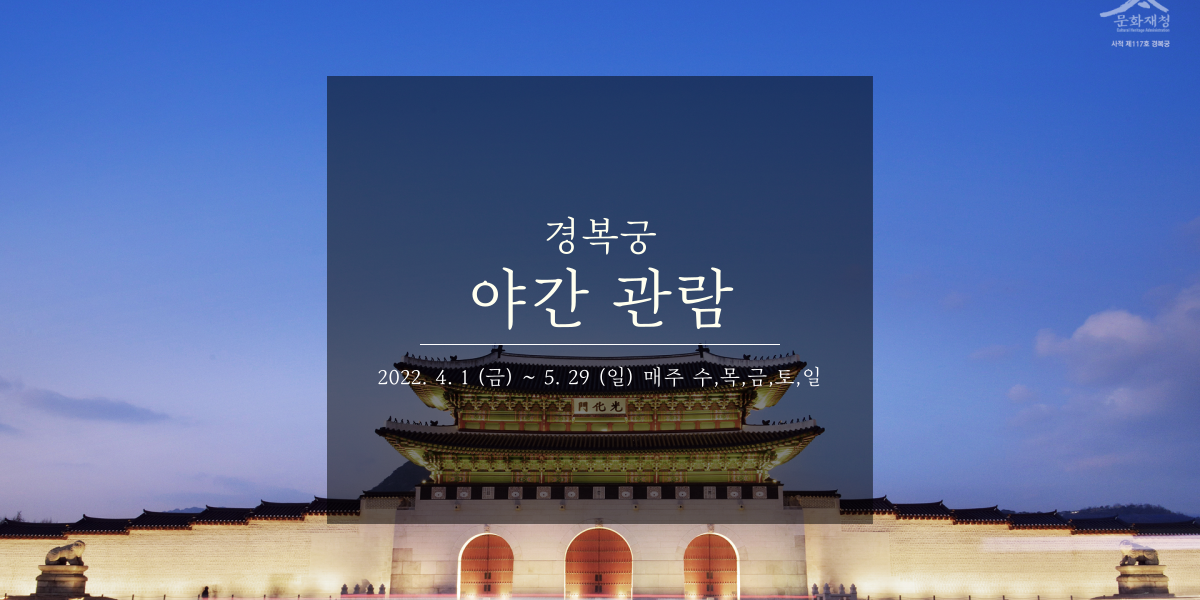 문화재청
Cultural Heritage Administration
사적 제117호 경복궁
경복궁
야간 관람
2022. 4. 1 (금) ~ 5. 29 (일) 매주 수,목,금,토,일
門化光